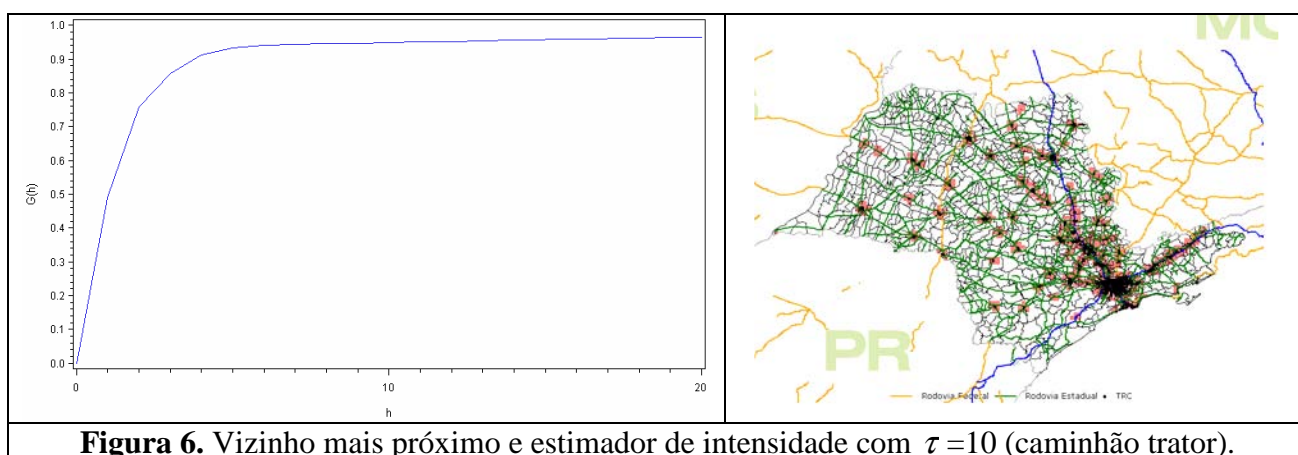 1.0
0.9
0.8
0.7
0.6
0.5
0.4
0.3
0.2
0.1
0.0
G(h)
0
10
20
h
PR
Rodovia Federal
Rodovia Estadual
TRC
Figura 6. Vizinho mais próximo e estimador de intensidade com τ =10 (caminhão trator).